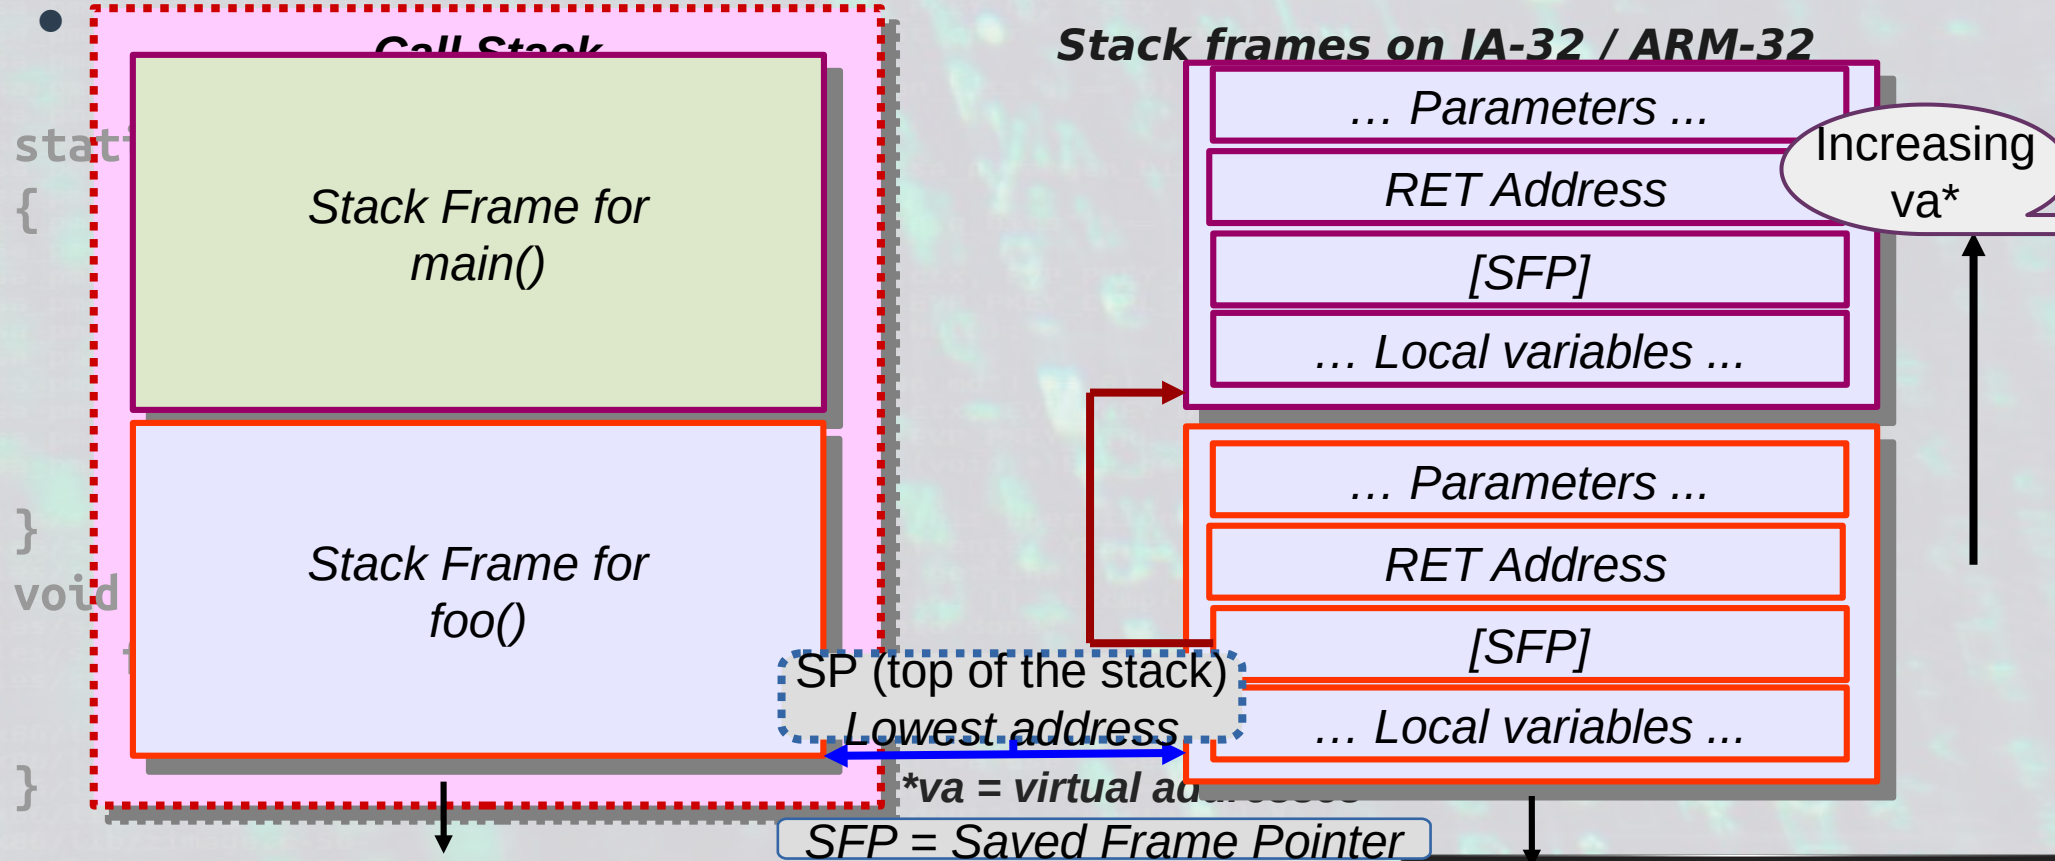 Call Stack
Stack frames on IA-32 / ARM-32
{
Stack Frame for
main()
… Parameters ...
RET Address
[SFP]
… Local variables ...
Increasing
va*
}
void
Stack Frame for
foo()
… Parameters ...
RET Address
[SFP]
… Local variables ...
SP (top of the stack)
Lowest address
}
*va = virtual addresses
SFP = Saved Frame Pointer